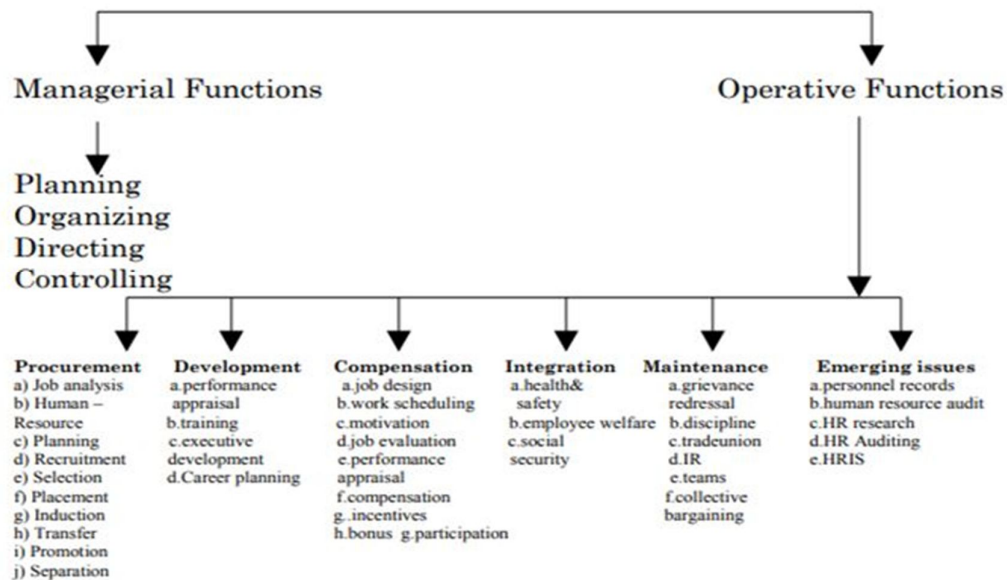 Managerial Functions
Operative Functions
Planning
Organizing
Directing
Controlling
Procurement
a) Job analysis
b) Human –
Resource
c) Planning
d) Recruitment
e) Selection
f) Placement
g) Induction
h) Transfer
i) Promotion
j) Separation
Development
a.performance
appraisal
b.training
c.executive
development
d.Career planning
Compensation
a.job design
b.work scheduling
c.motivation
d.job evaluation
e.performance
appraisal
f.compensation
g..incentives
h.bonus g.participation
Integration
a.health&
safety
b.employee welfare
c.social
security
Maintenance
a.grievance
redressal
b.discipline
c.tradeunion
d.IR
e.teams
f.collective
bargaining
Emerging issues
a.personnel records
b.human resource audit
c.HR research
d.HR Auditing
e.HRIS